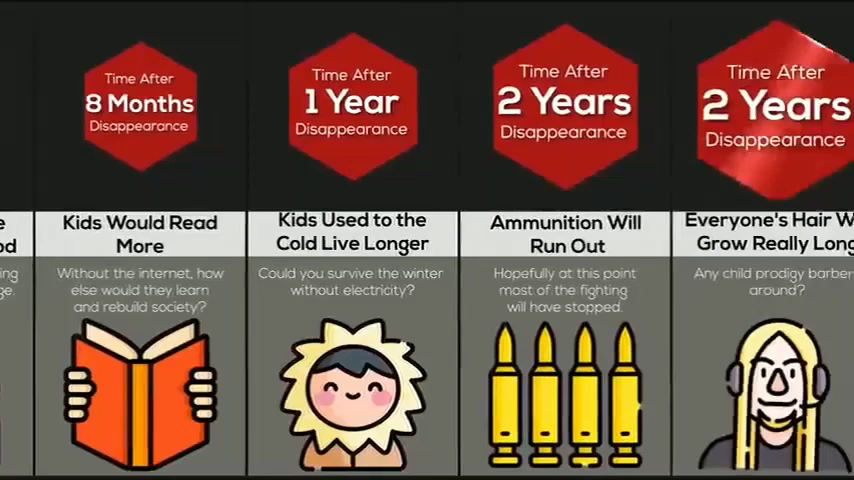 Time After
8 Months
Disappearance
Kids Would Read
More
Without the internet, how
else would they learn
and rebuild society?
Time After
1 Year
Disappearance
Kids Used to the
Cold Live Longer
Could you survive the winter
without electricity?
Time After
2 Years
Disappearance
Ammunition Will
Run Out
Hopefully at this point
most of the fighting
will have stopped.
Time After
2 Years
Disappearance
Everyone's Hair
Grow Really
Any child prodigy
around?